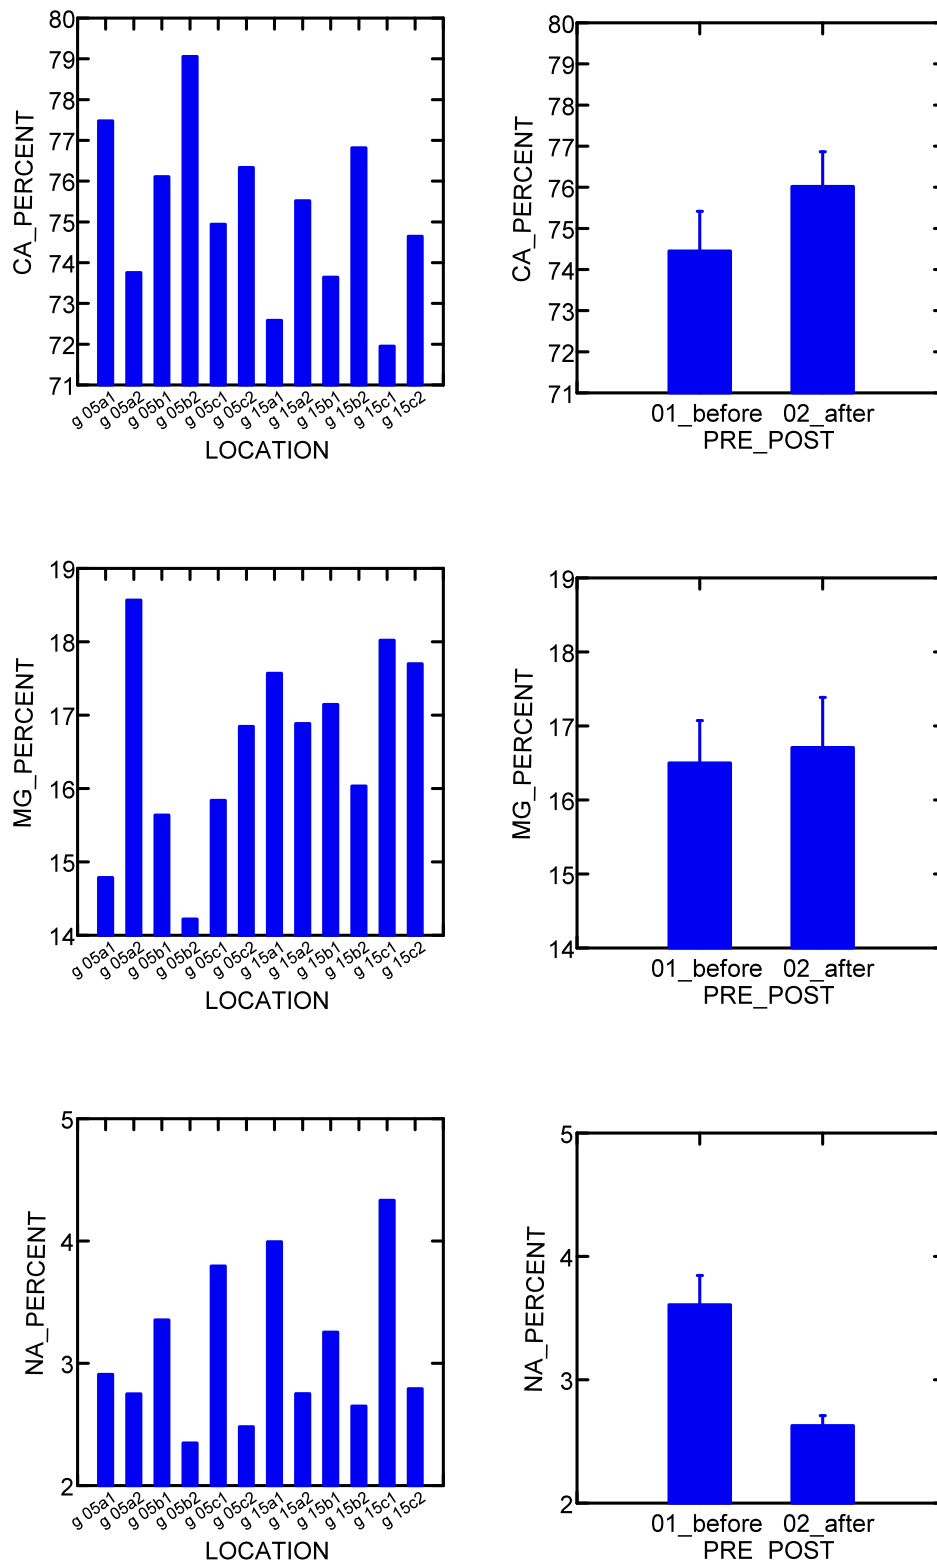 80
79
78
77
76
75
74
73
72
71
CA_PERCENT
g 05a1
g 05a2
g 05b1
g 05b2
g 05c1
g 05c2
g 15a1
g 15a2
g 15b1
g 15b2
g 15c1
g 15c2
LOCATION
80
79
78
77
76
75
74
73
72
71
CA_PERCENT
01_before 02_after
PRE_POST
19
18
17
16
15
14
MG_PERCENT
g 05a1
g 05a2
g 05b1
g 05b2
g 05c1
g 05c2
g 15a1
g 15a2
g 15b1
g 15b2
g 15c1
g 15c2
LOCATION
19
18
17
16
15
14
MG_PERCENT
01_before 02_after
PRE_POST
5
4
3
2
NA_PERCENT
g 05a1
g 05a2
g 05b1
g 05b2
g 05c1
g 05c2
g 15a1
g 15a2
g 15b1
g 15b2
g 15c1
g 15c2
LOCATION
5
4
3
2
NA_PERCENT
01_before 02_after
PRE_POST